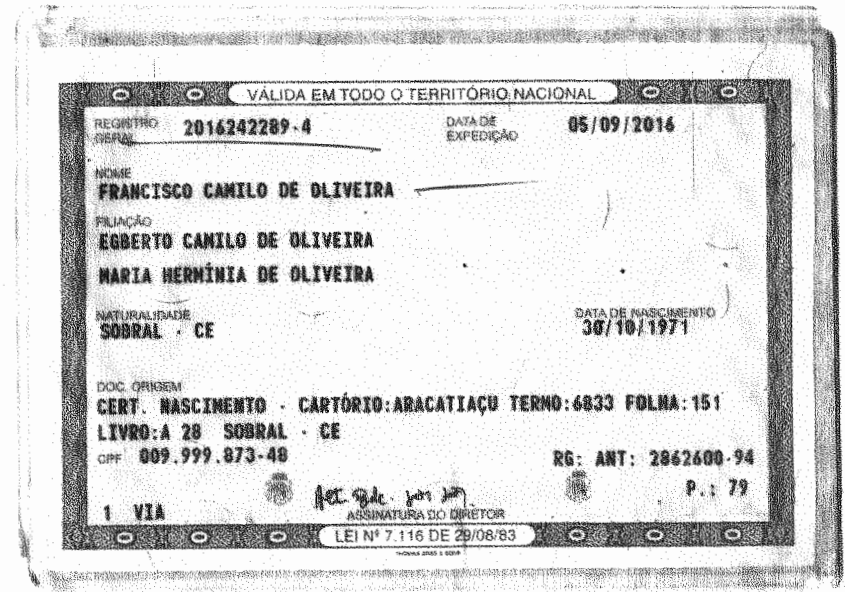 VÁLIDA EM TODO O TERRITÓRIO NACIONAL
REGISTRO GERAL 2016242289-4 DATA DE EXPEDIÇÃO 05/09/2016
NOME
FRANCISCO CAMILO DE OLIVEIRA
FILIAÇÃO
EGBERTO CAMILO DE OLIVEIRA
MARIA HERMÍNIA DE OLIVEIRA
NATURALIDADE DATA DE NASCIMENTO
SOBRAL - CE 30/10/1971
DOC. ORIGEM
CERT. NASCIMENTO - CARTÓRIO:ARACATIAÇU TERMO:6833 FOLHA:151
LIVRO:A 28 SOBRAL - CE
CPF 009.999.873-48 RG: ANT: 2862600-94
P.: 79
1 VIA ASSINATURA DO DIRETOR
LEI Nº 7.116 DE 29/08/83